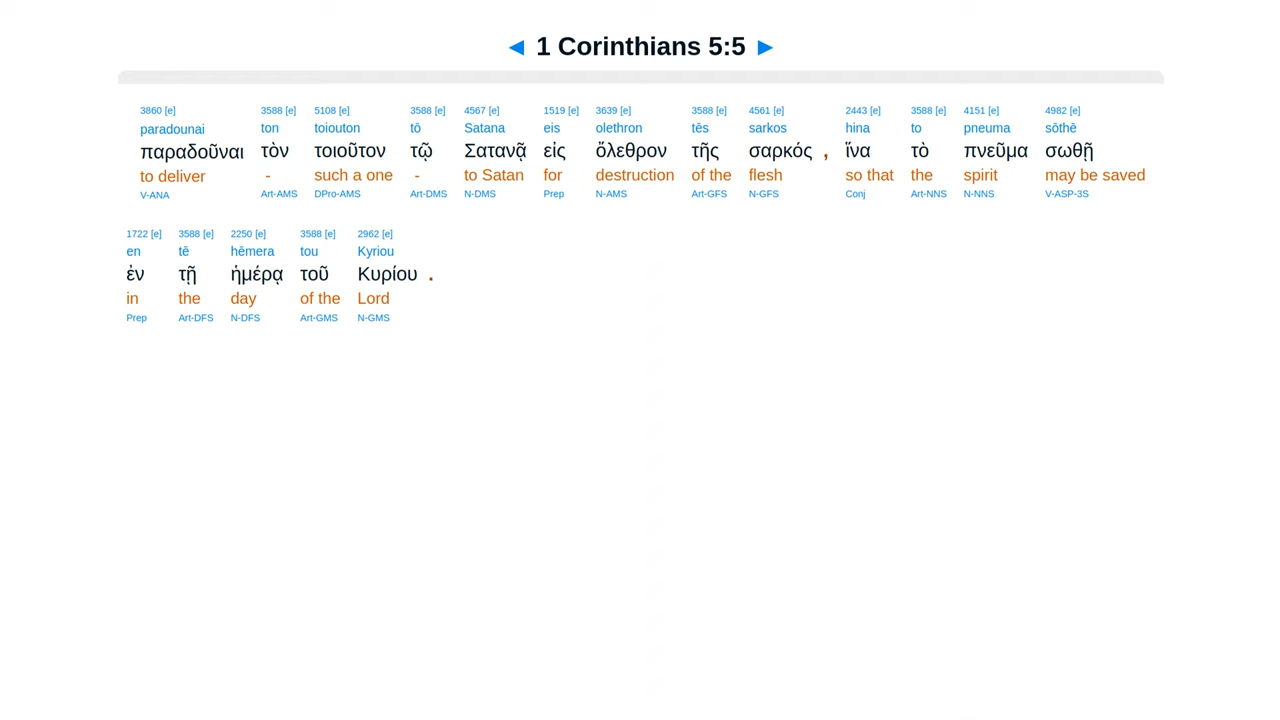 ◄ 1 Corinthians 5:5 ►
3860 [e] 3588 [e] 5108 [e] 3588 [e] 4567 [e] 1519 [e] 3639 [e] 3588 [e] 4561 [e] 2443 [e] 3588 [e] 4151 [e] 4982 [e]
paradounai ton toiouton tō Satana eis olethron tēs sarkos hina to pneuma sōthē
παραδοῦναι τὸν τοιοῦτον τῷ Σατανᾷ εἰς ὄλεθρον τῆς σαρκός , ἵνα τὸ πνεῦμα σωθῇ
to deliver - such a one - to Satan for destruction of the flesh so that the spirit may be saved
V-ANA Art-AMS DPro-AMS Art-DMS N-DMS Prep N-AMS Art-GFS N-GFS Conj Art-NNS N-NNS V-ASP-3S
1722 [e] 3588 [e] 2250 [e] 3588 [e] 2962 [e]
en tē hēmera tou Kyriou
ἐν τῇ ἡμέρᾳ τοῦ Κυρίου .
in the day of the Lord
Prep Art-DFS N-DFS Art-GMS N-GMS